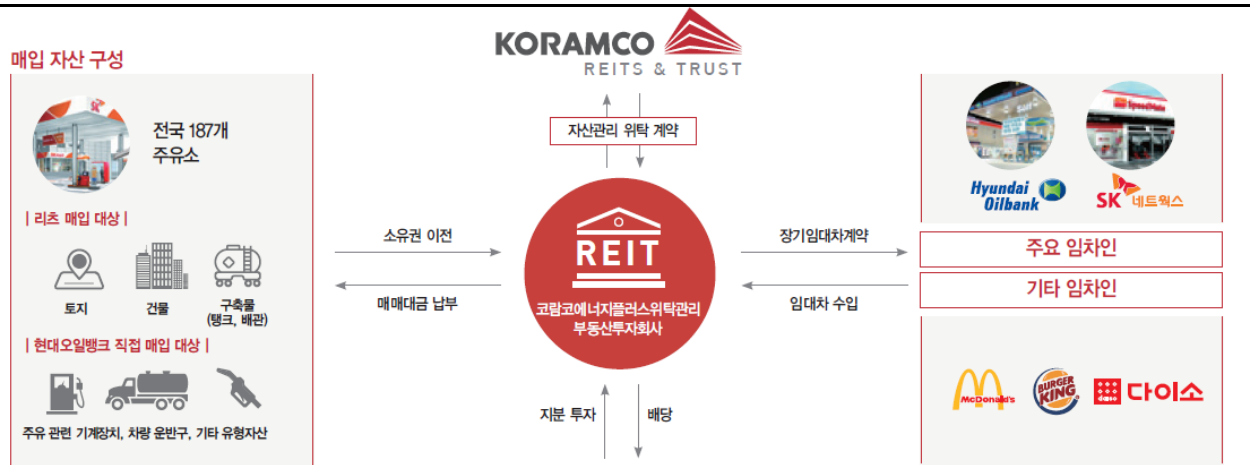 KORAMCO
REITS & TRUST
매입 자산 구성
전국 187개
주유소
| 리츠 매입 대상 |
토지
건물
구축물
(탱크, 배관)
| 현대오일뱅크 직접 매입 대상 |
주유 관련 기계장치, 차량 운반구, 기타 유형자산
자산관리 위탁 계약
소유권 이전
매매대금 납부
REIT
코람코에너지플러스위탁관리
부동산투자회사
장기임대차계약
임대차 수입
지분 투자
배당
SK
SpeedMate
Hyundai
Oilbank
SK 네트웍스
주요 임차인
기타 임차인
McDonald's
BURGER
KING
다이소